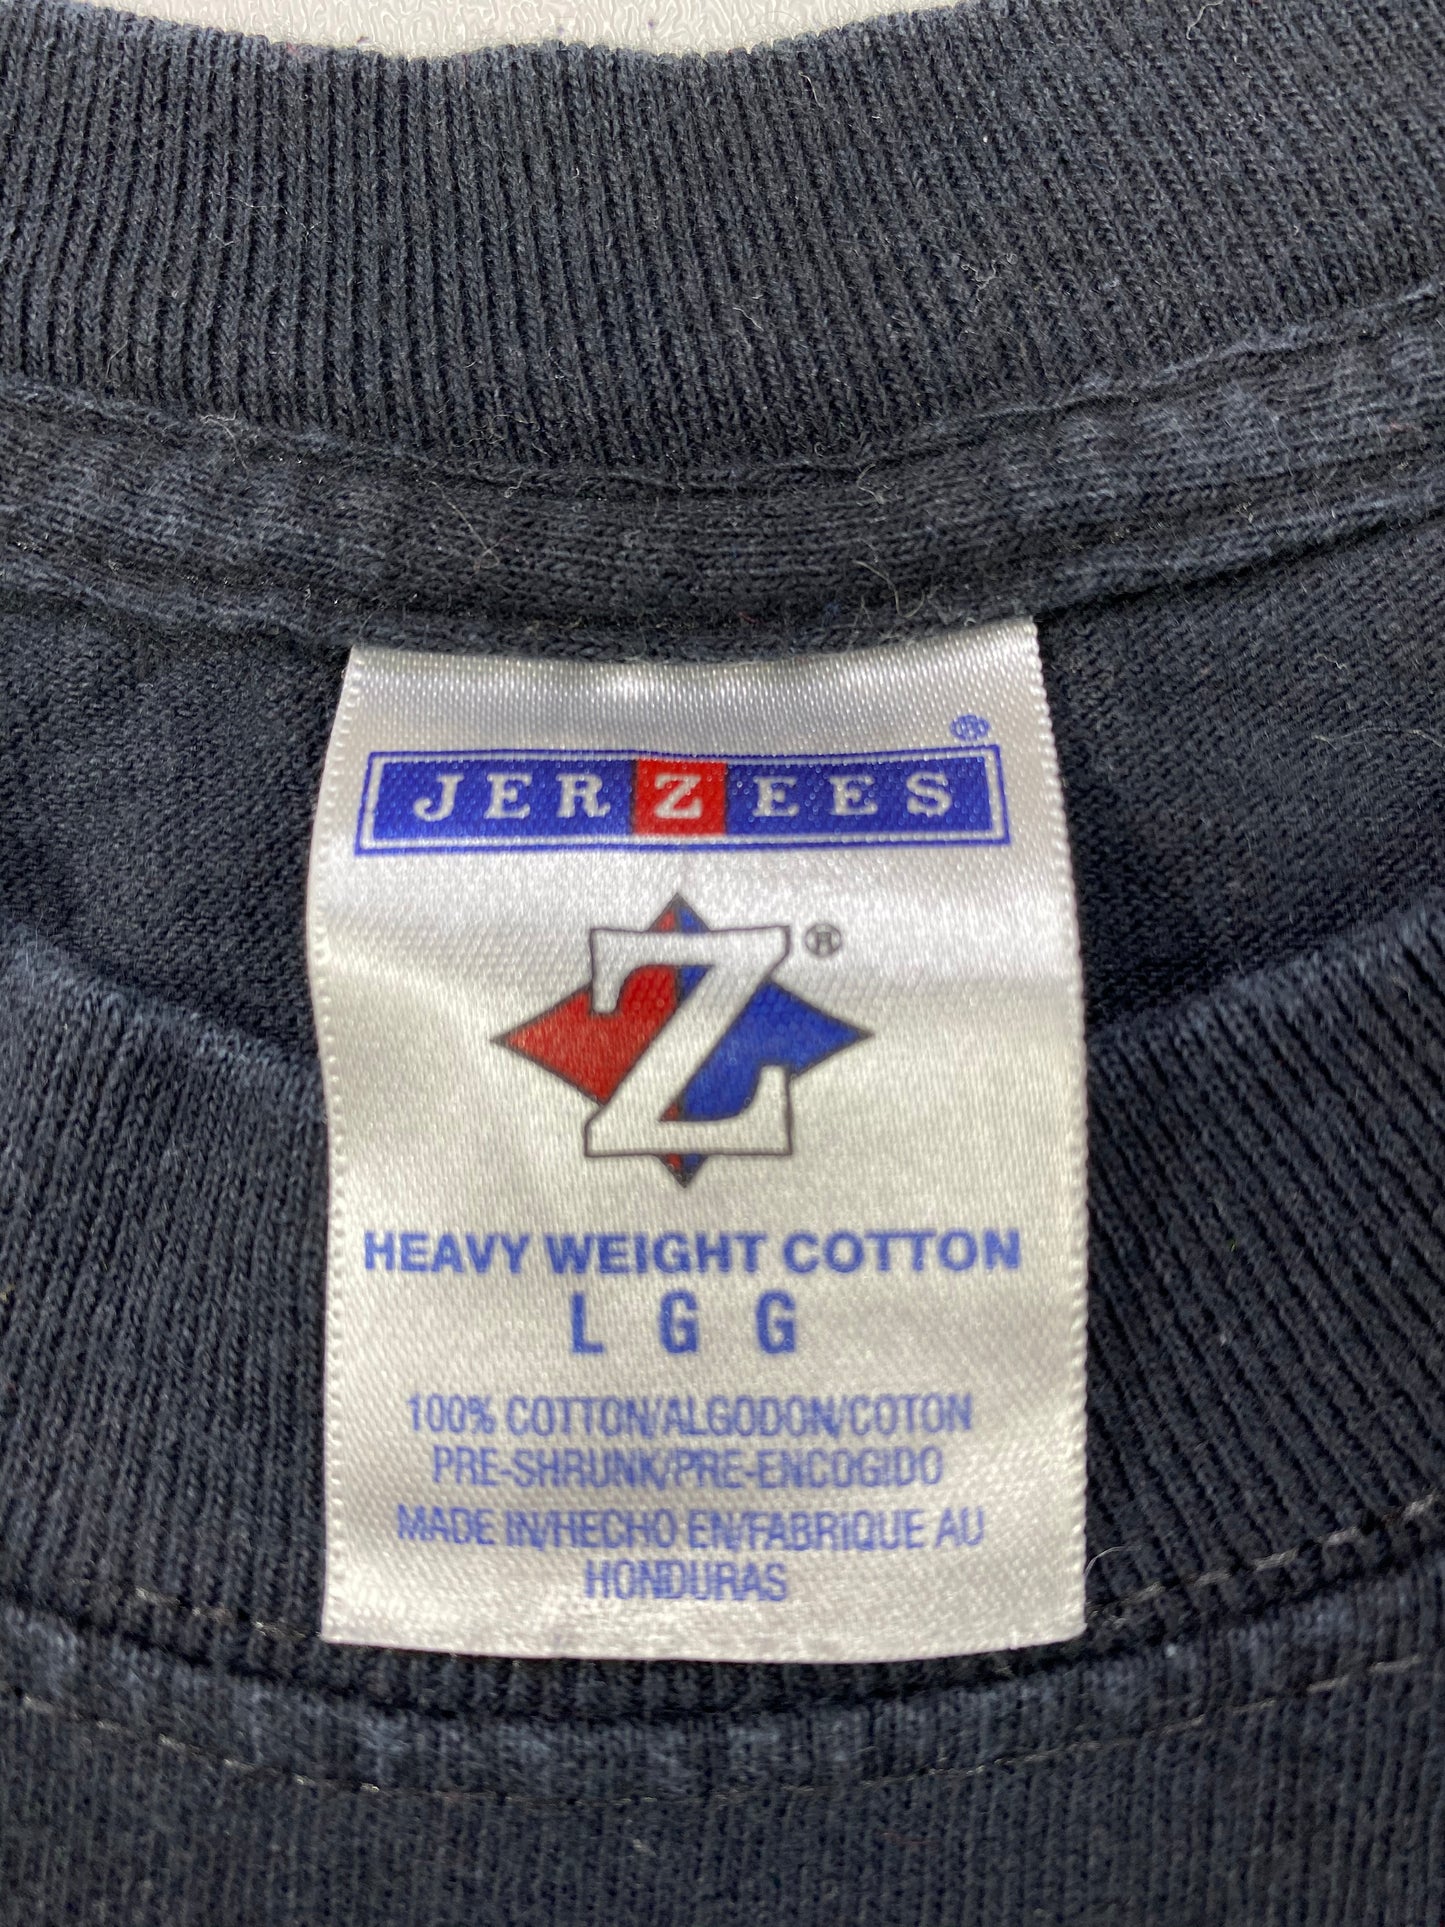 ®
JERZEES
Z®
HEAVY WEIGHT COTTON
L G G
100% COTTON/ALGODON/COTON
PRE-SHRUNK/PRE-ENCOGIDO
MADE IN/HECHO EN/FABRIQUE AU
HONDURAS